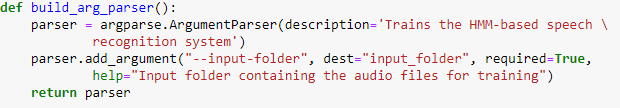 def build_arg_parser():
    parser = argparse.ArgumentParser(description='Trains the HMM-based speech \
            recognition system')
    parser.add_argument("--input-folder", dest="input_folder", required=True,
            help="Input folder containing the audio files for training")
    return parser